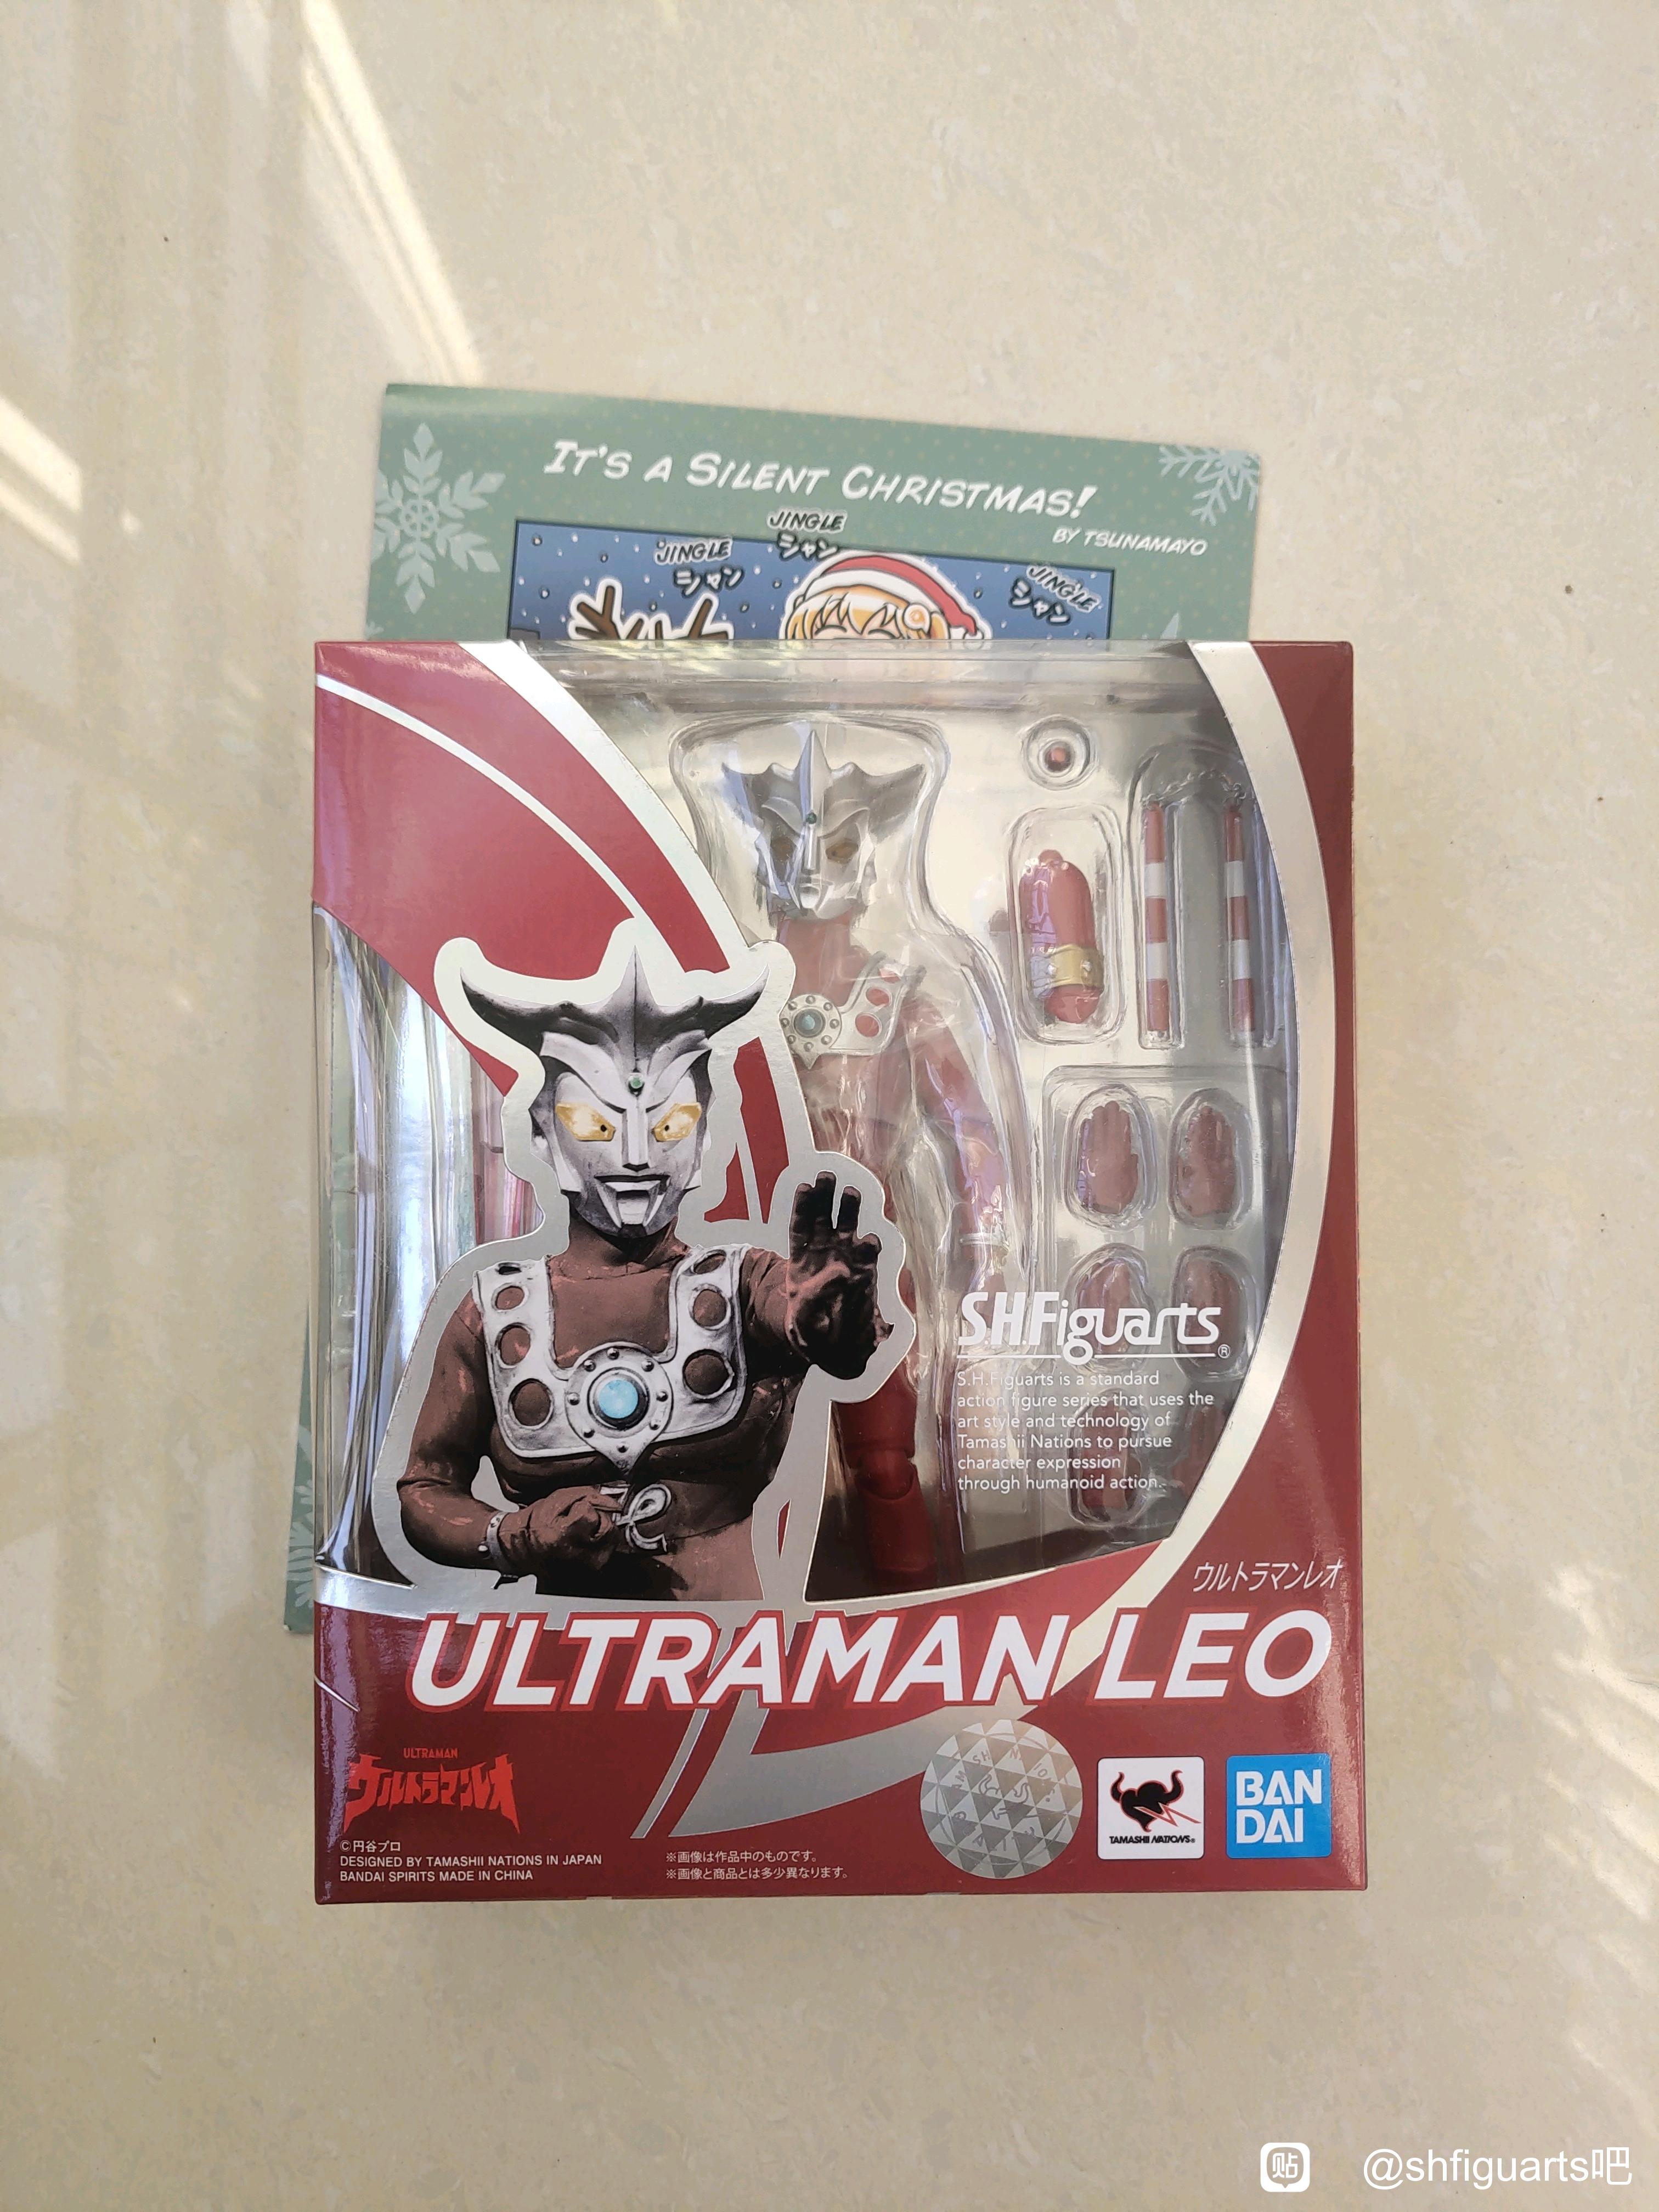 IT'S A SILENT CHRISTMAS!
BY TSUNAMAYO
JINGLE
シャン
JINGLE
シャン
JINGLE
シャン
S.H.Figuarts®
S.H.Figuarts is a standard
action figure series that uses the
art style and technology of
Tamashii Nations to pursue
character expression
through humanoid action.
ウルトラマンレオ
ULTRAMAN LEO
ULTRAMAN
ウルトラマンレオ
©円谷プロ
DESIGNED BY TAMASHII NATIONS IN JAPAN
BANDAI SPIRITS MADE IN CHINA
※画像は作品中のものです。
※画像と商品とは多少異なります。
TAMASHII NATIONS®
BAN
DAI
贴 @shfiguarts吧